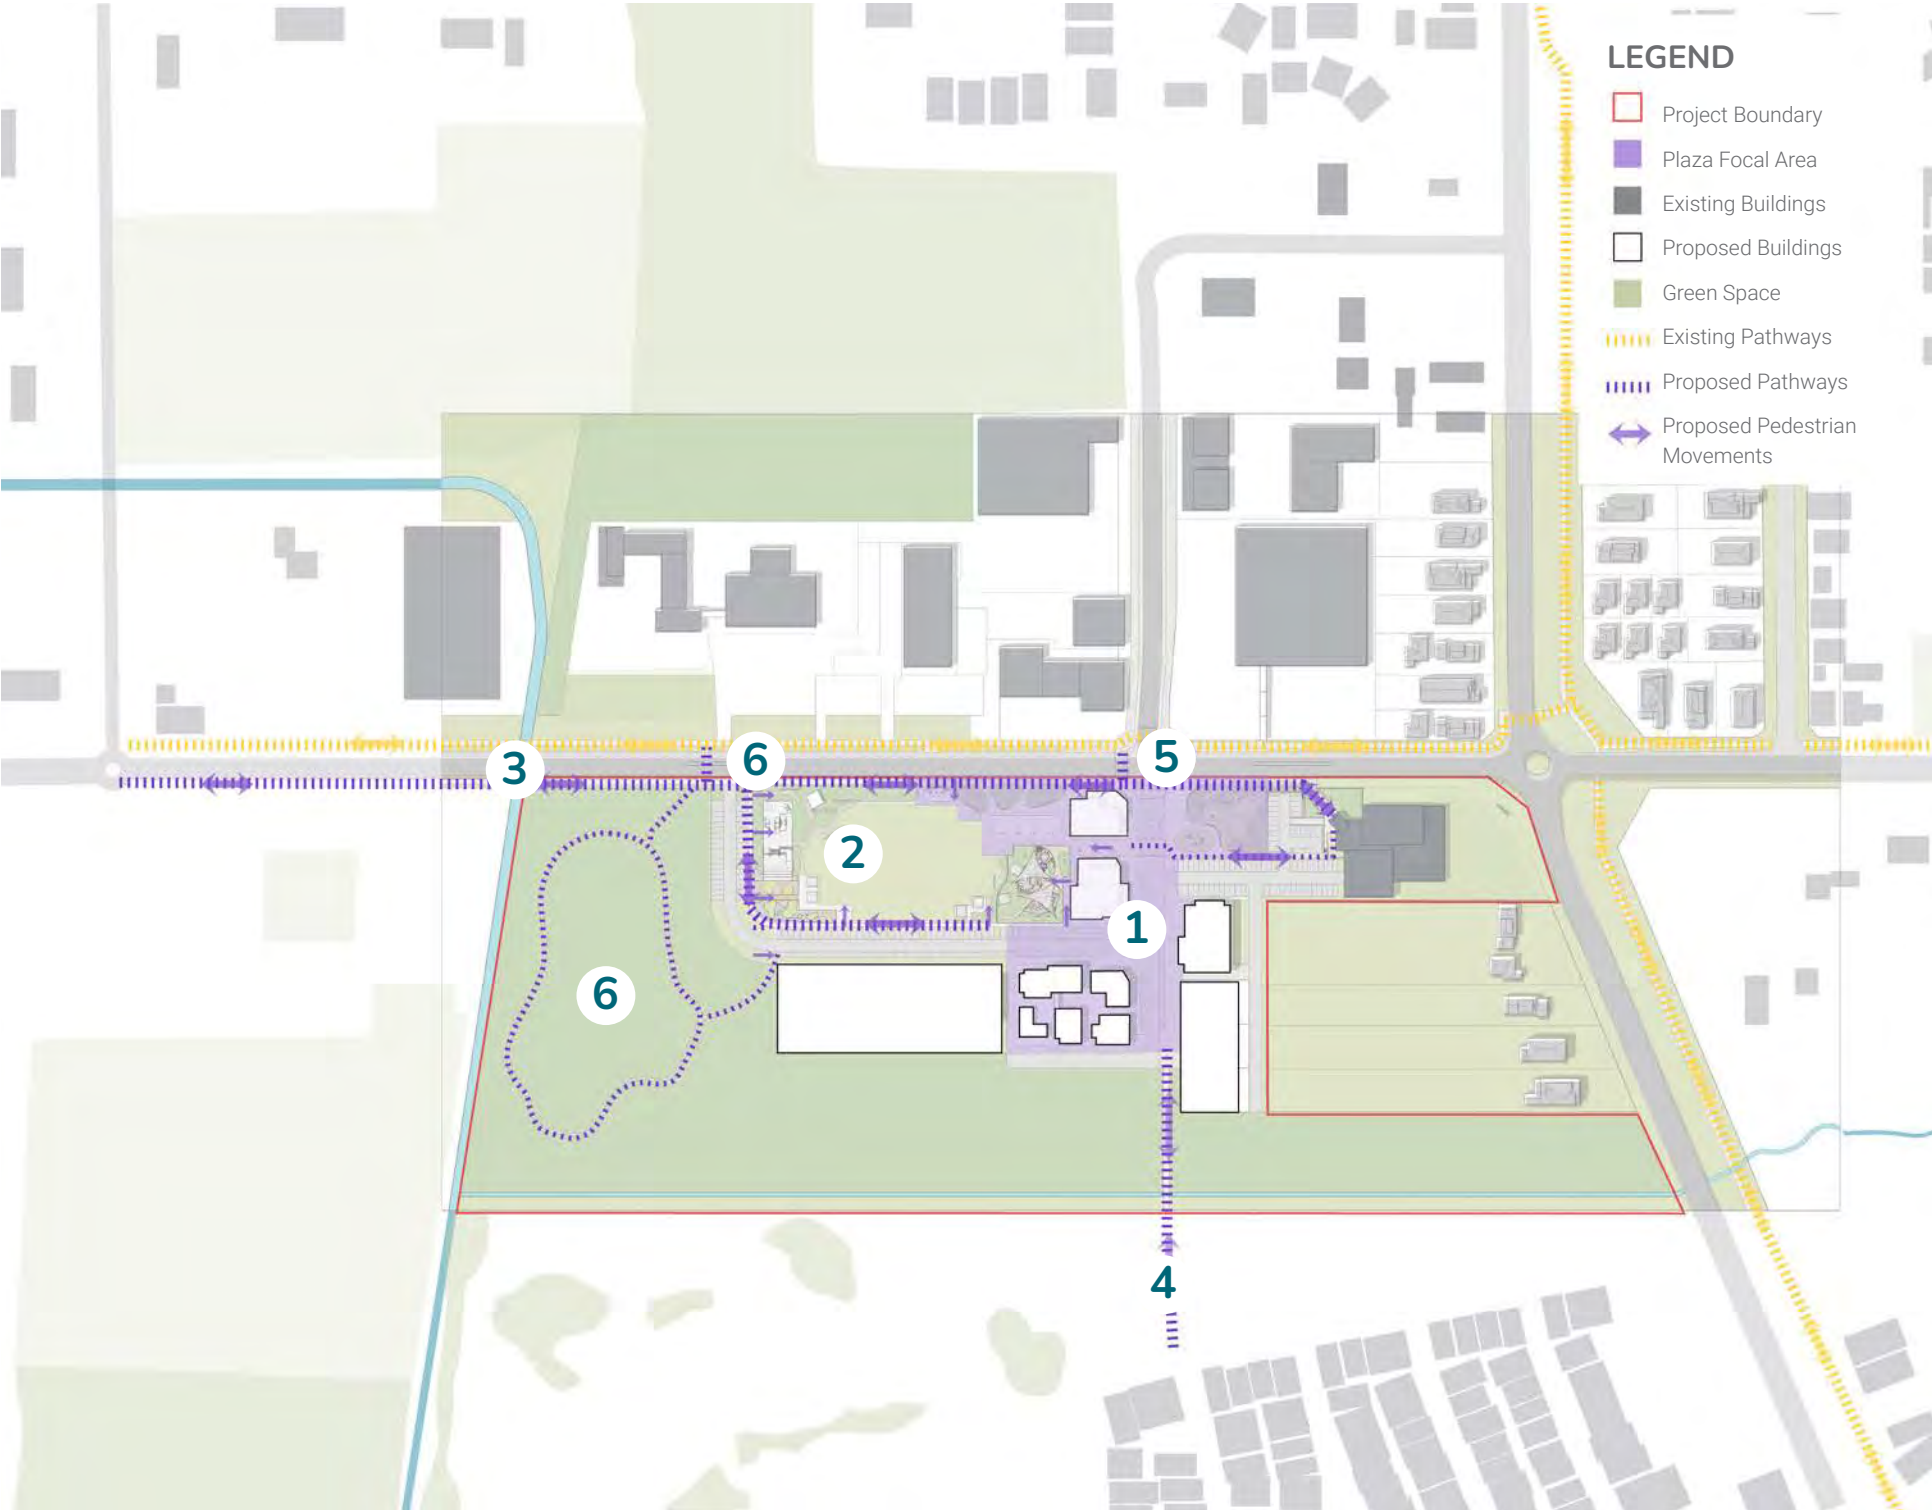 LEGEND
Project Boundary
Plaza Focal Area
Existing Buildings
Proposed Buildings
Green Space
Existing Pathways
Proposed Pathways
Proposed Pedestrian
Movements
3
6
5
2
1
6
4